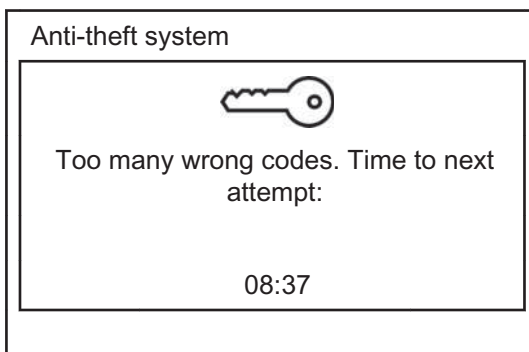 Anti-theft system
Too many wrong codes. Time to next
attempt:
08:37